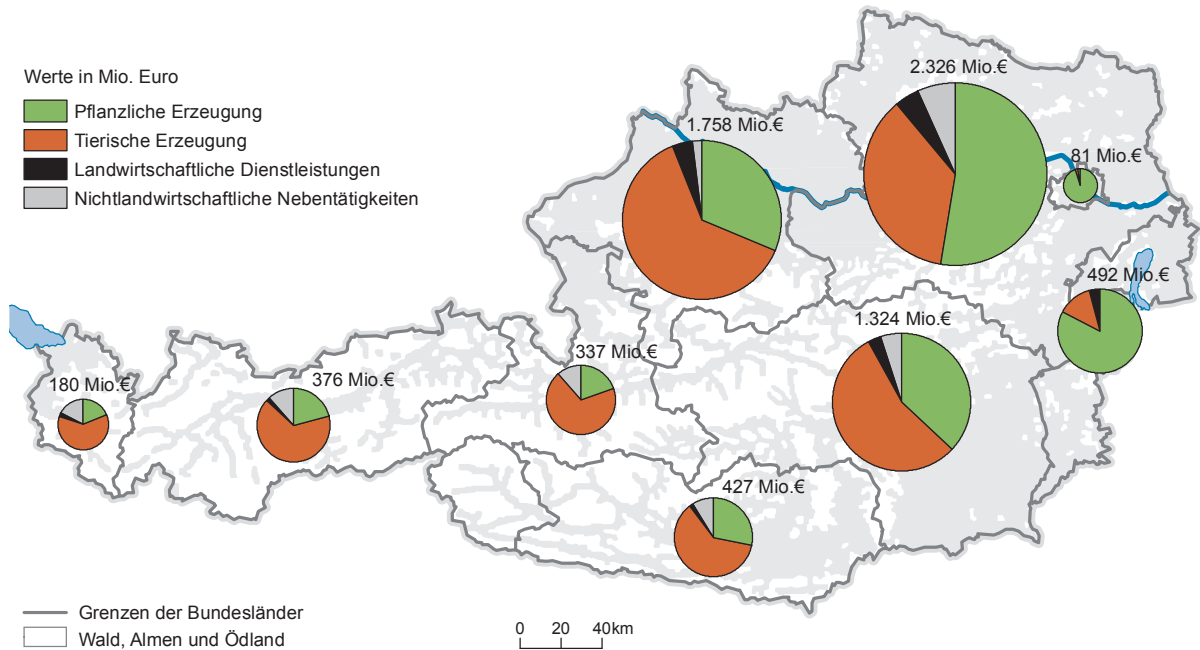 Werte in Mio. Euro
Pflanzliche Erzeugung
Tierische Erzeugung
Landwirtschaftliche Dienstleistungen
Nichtlandwirtschaftliche Nebentätigkeiten
2.326 Mio.€
1.758 Mio.€
81 Mio.€
492 Mio.€
1.324 Mio.€
337 Mio.€
376 Mio.€
180 Mio.€
427 Mio.€
Grenzen der Bundesländer
Wald, Almen und Ödland
0 20 40km